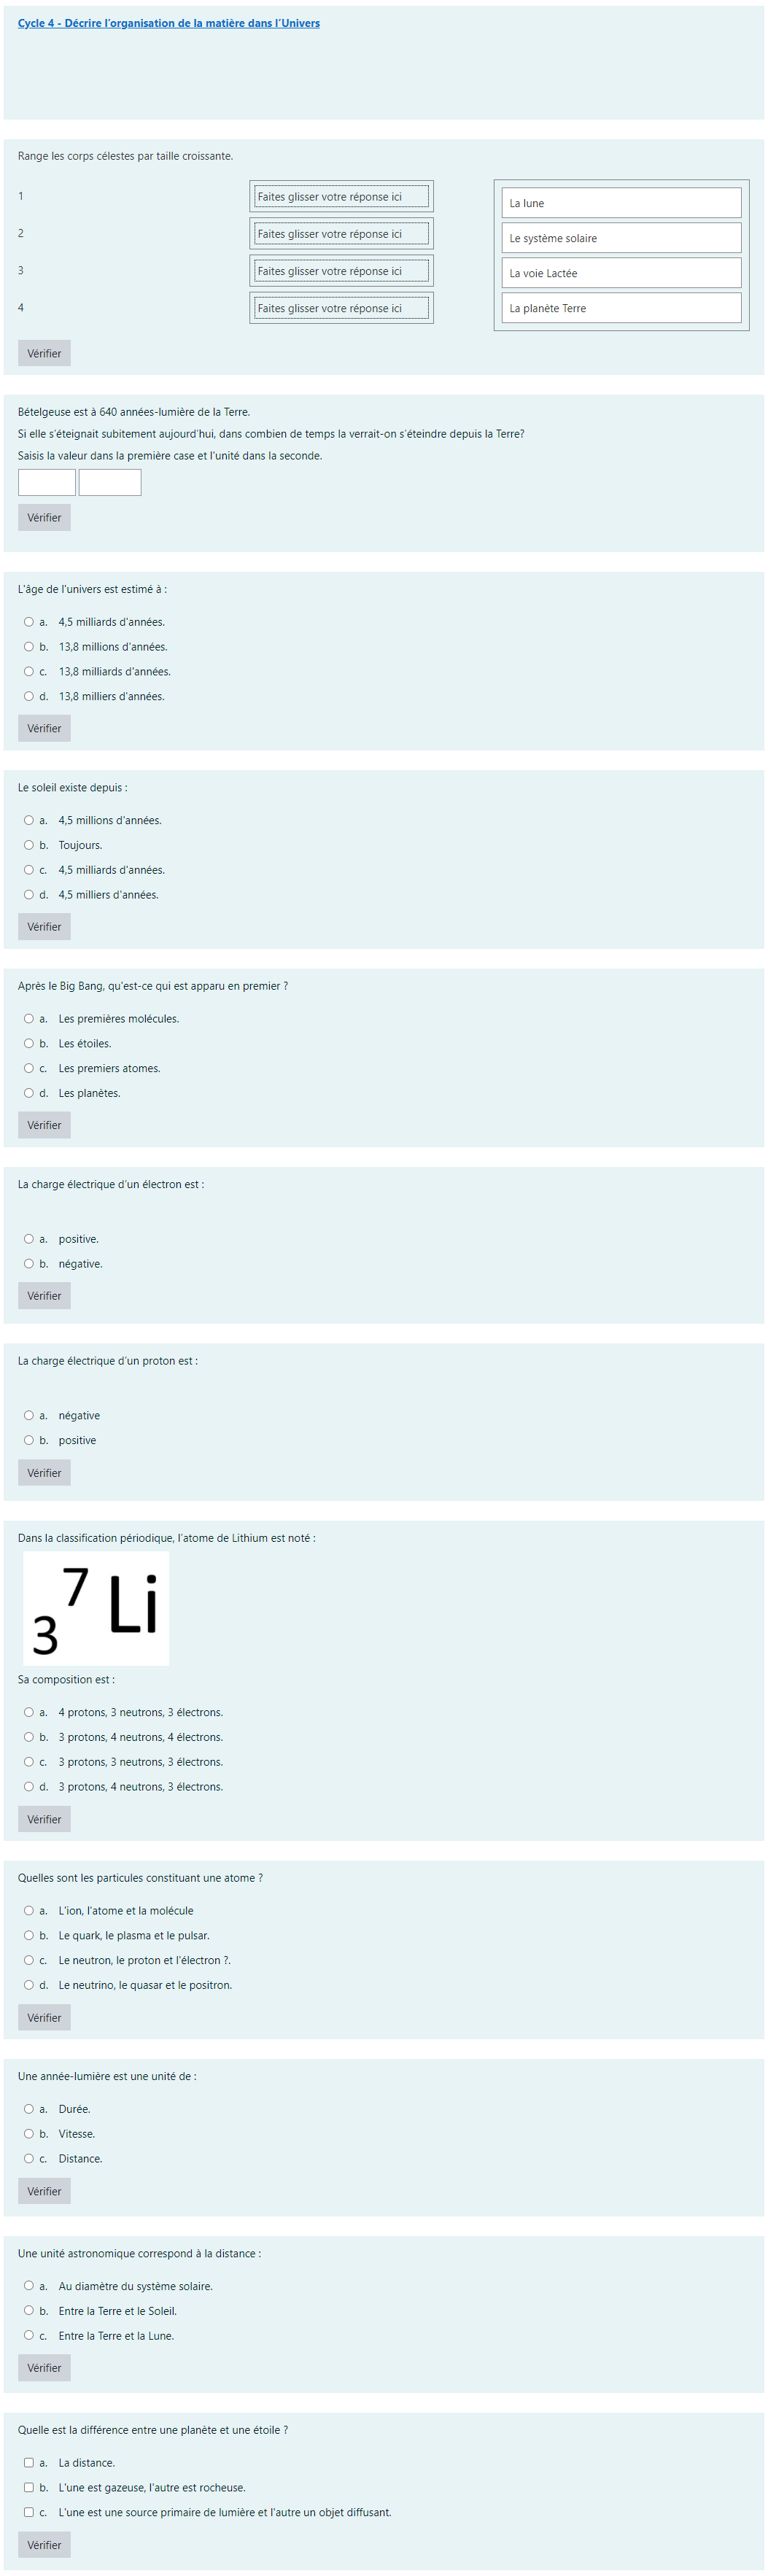 Cycle 4 - Décrire l'organisation de la matière dans l'Univers
Range les corps célestes par taille croissante.
1
Faites glisser votre réponse ici
2
Faites glisser votre réponse ici
3
Faites glisser votre réponse ici
4
Faites glisser votre réponse ici
La lune
Le système solaire
La voie Lactée
La planète Terre
Vérifier
Bételgeuse est à 640 années-lumière de la Terre.
Si elle s'éteignait subitement aujourd'hui, dans combien de temps la verrait-on s'éteindre depuis la Terre?
Saisis la valeur dans la première case et l'unité dans la seconde.
Vérifier
L'âge de l'univers est estimé à :
a. 4,5 milliards d'années.
b. 13,8 millions d'années.
c. 13,8 milliards d'années.
d. 13,8 milliers d'années.
Vérifier
Le soleil existe depuis :
a. 4,5 millions d'années.
b. Toujours.
c. 4,5 milliards d'années.
d. 4,5 milliers d'années.
Vérifier
Après le Big Bang, qu'est-ce qui est apparu en premier ?
a. Les premières molécules.
b. Les étoiles.
c. Les premiers atomes.
d. Les planètes.
Vérifier
La charge électrique d'un électron est :
a. positive.
b. négative.
Vérifier
La charge électrique d'un proton est :
a. négative
b. positive
Vérifier
Dans la classification périodique, l'atome de Lithium est noté :
7
3 Li
Sa composition est :
a. 4 protons, 3 neutrons, 3 électrons.
b. 3 protons, 4 neutrons, 4 électrons.
c. 3 protons, 3 neutrons, 3 électrons.
d. 3 protons, 4 neutrons, 3 électrons.
Vérifier
Quelles sont les particules constituant une atome ?
a. L'ion, l'atome et la molécule
b. Le quark, le plasma et le pulsar.
c. Le neutron, le proton et l'électron ?.
d. Le neutrino, le quasar et le positron.
Vérifier
Une année-lumière est une unité de :
a. Durée.
b. Vitesse.
c. Distance.
Vérifier
Une unité astronomique correspond à la distance :
a. Au diamètre du système solaire.
b. Entre la Terre et le Soleil.
c. Entre la Terre et la Lune.
Vérifier
Quelle est la différence entre une planète et une étoile ?
a. La distance.
b. L'une est gazeuse, l'autre est rocheuse.
c. L'une est une source primaire de lumière et l'autre un objet diffusant.
Vérifier